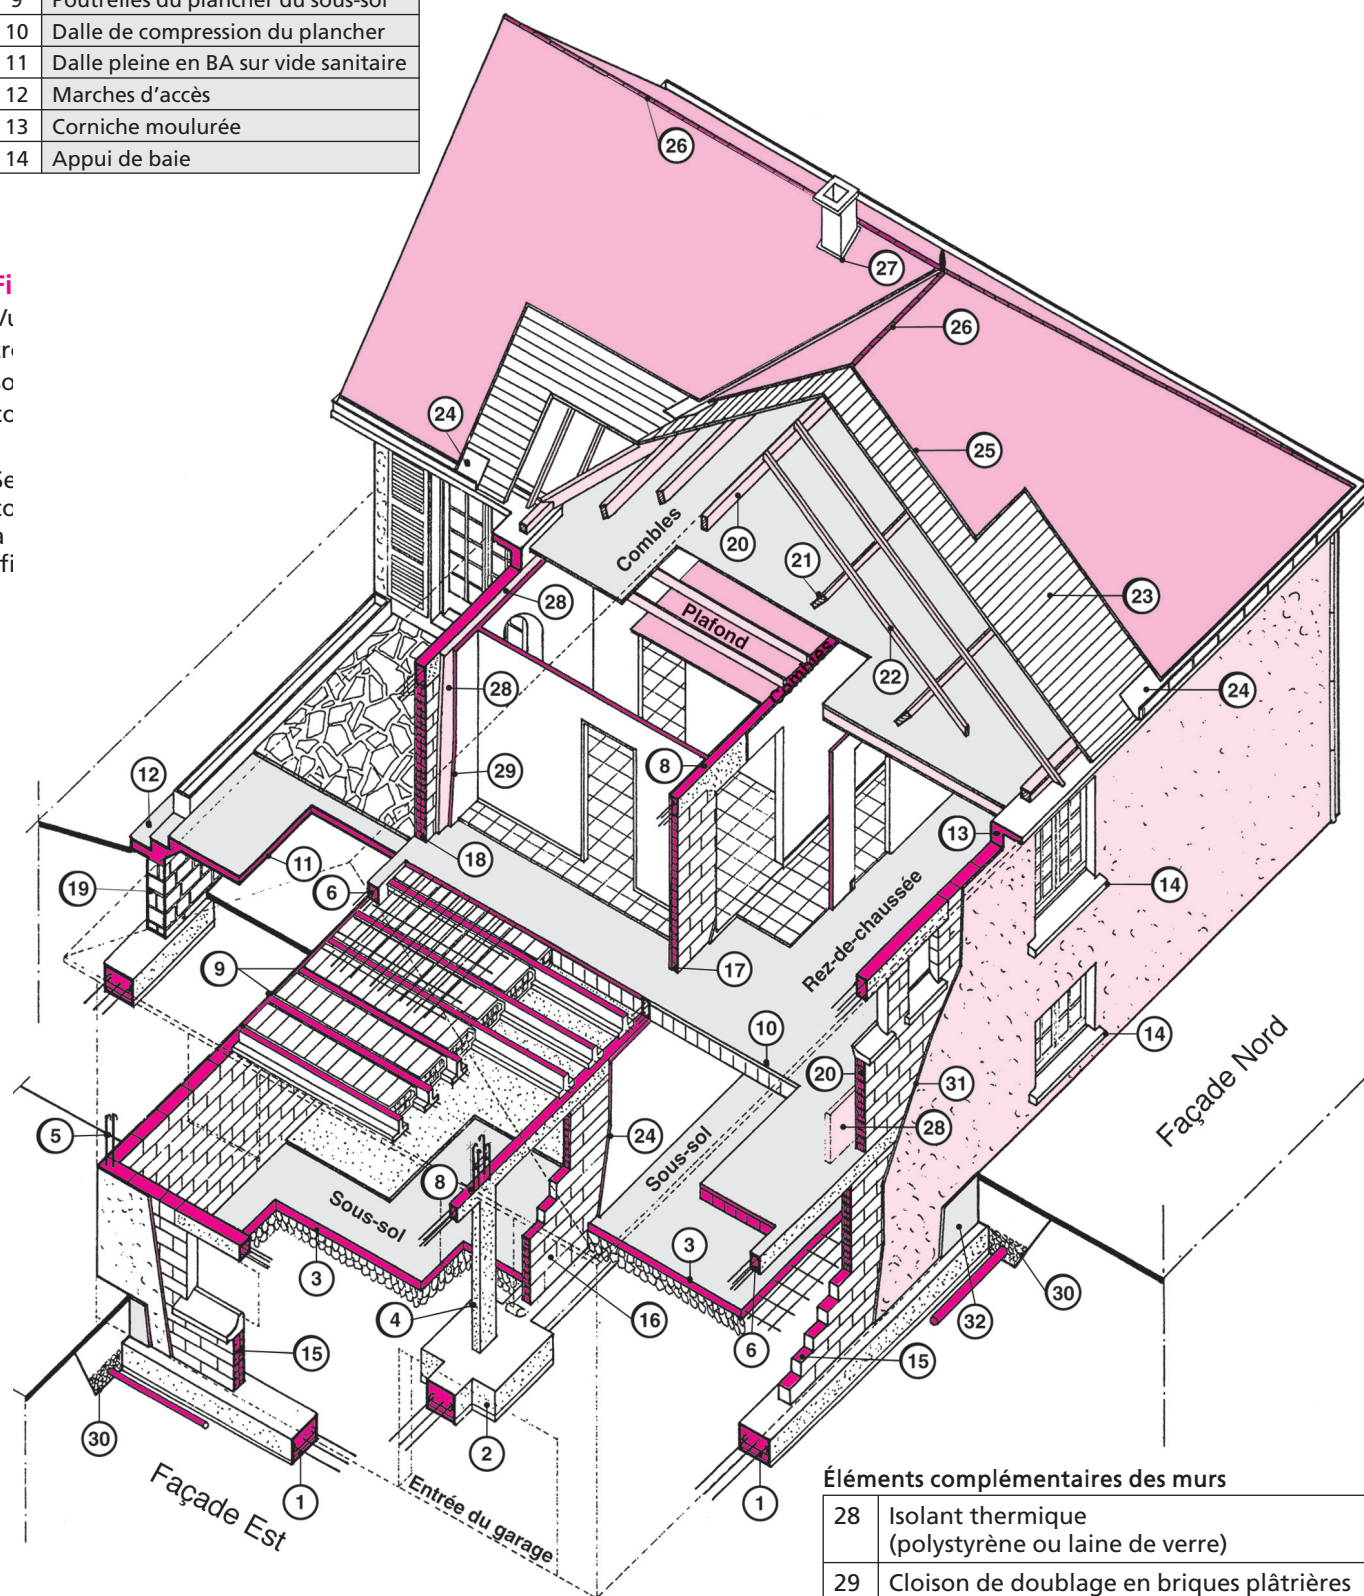 9 Poutrelles du plancher du sous-sol
10 Dalle de compression du plancher
11 Dalle pleine en BA sur vide sanitaire
12 Marches d'accès
13 Corniche moulurée
14 Appui de baie
26
27
26
24
25
Combles
20
21
23
28
Plafond
Combles
22
24
28
29
8
12
13
11
18
14
19
6
Rez-de-chaussée
9
17
10
14
20
31
5
28
24
8
Sous-sol
Sous-sol
Façade Nord
3
3
4
16
30
32
6
15
15
30
2
1
1
Façade Est
Entrée du garage
Éléments complémentaires des murs
28 Isolant thermique
(polystyrène ou laine de verre)
29 Cloison de doublage en briques plâtrières